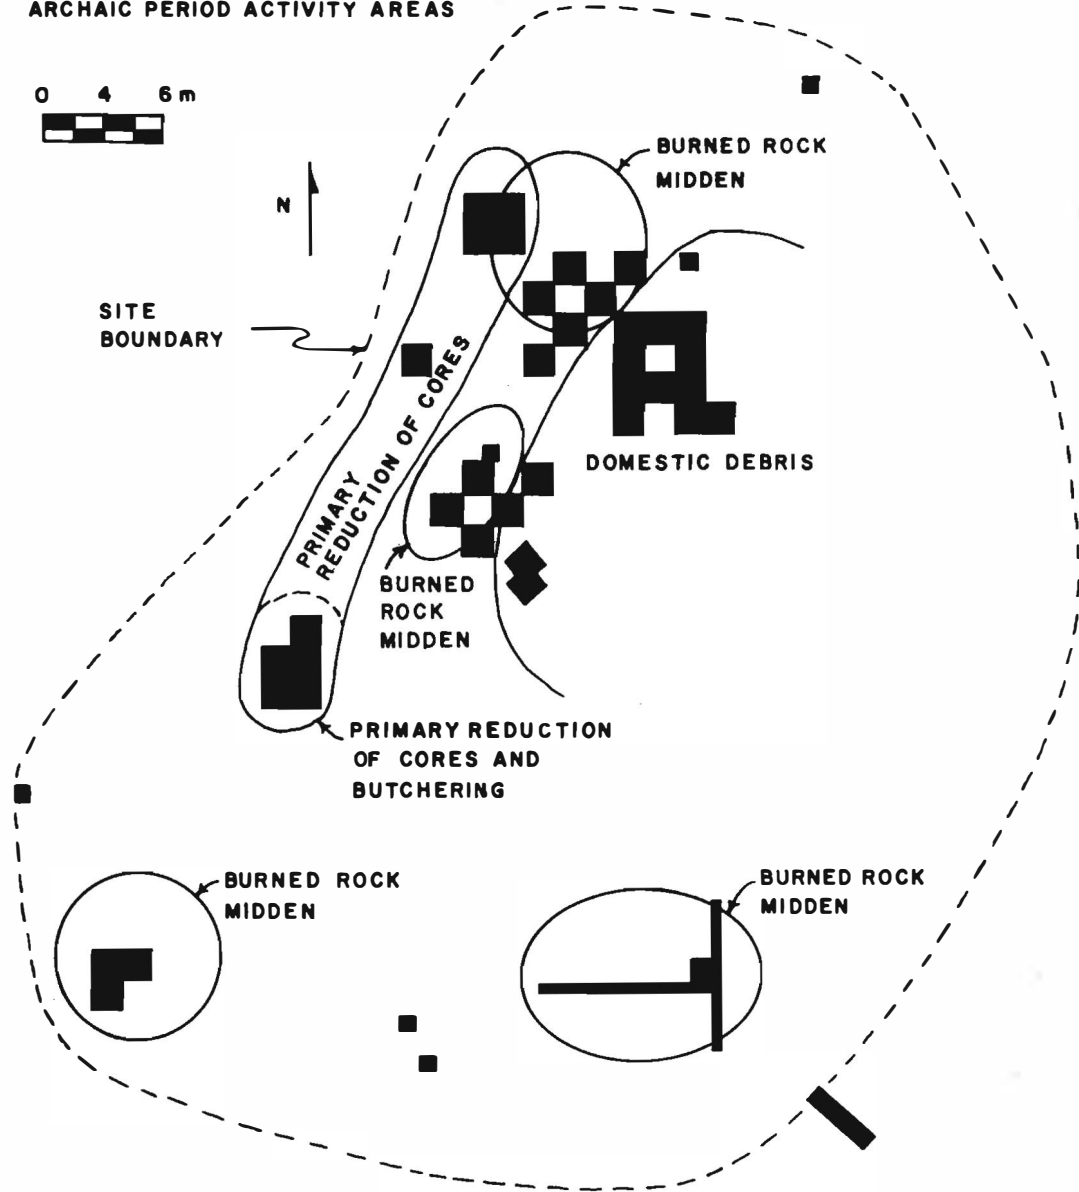 ARCHAIC PERIOD ACTIVITY AREAS
0 4 6 m
BURNED ROCK
MIDDEN
N
SITE
BOUNDARY
PRIMARY
REDUCTION OF CORES
DOMESTIC DEBRIS
BURNED
ROCK
MIDDEN
PRIMARY REDUCTION
OF CORES AND
BUTCHERING
BURNED ROCK
MIDDEN
BURNED ROCK
MIDDEN